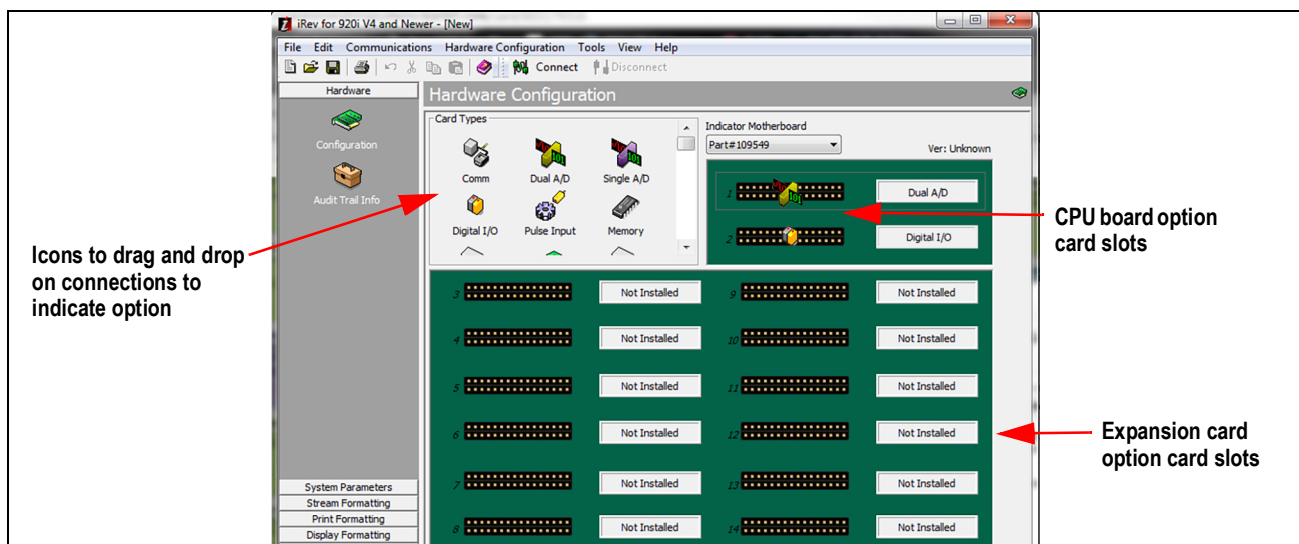 iRev for 920i V4 and Newer - [New]
File Edit Communications Hardware Configuration Tools View Help
Connect Disconnect
Hardware
Configuration
Audit Trail Info
Hardware Configuration
Card Types
Comm Dual A/D Single A/D
Digital I/O Pulse Input Memory
Indicator Motherboard
Part#109549
Ver: Unknown
1 Dual A/D
2 Digital I/O
3 Not Installed 9 Not Installed
4 Not Installed 10 Not Installed
5 Not Installed 11 Not Installed
6 Not Installed 12 Not Installed
7 Not Installed 13 Not Installed
8 Not Installed 14 Not Installed
System Parameters
Stream Formatting
Print Formatting
Display Formatting
Icons to drag and drop
on connections to
indicate option
CPU board option
card slots
Expansion card
option card slots